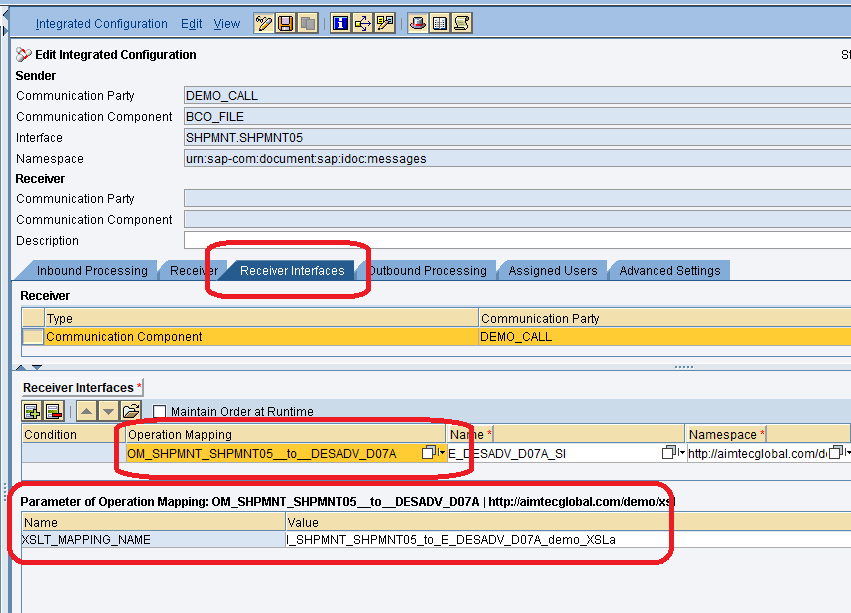 Integrated Configuration Edit View
Edit Integrated Configuration St
Sender
Communication Party DEMO_CALL
Communication Component BCO_FILE
Interface SHPMNT.SHPMNT05
Namespace urn:sap-com:document:sap:idoc:messages
Receiver
Communication Party
Communication Component
Description
Inbound Processing Receiver Receiver Interfaces Outbound Processing Assigned Users Advanced Settings
Receiver
Type Communication Party
Communication Component DEMO_CALL
Receiver Interfaces *
Maintain Order at Runtime
Condition Operation Mapping Name * Namespace *
OM_SHPMNT_SHPMNT05__to__DESADV_D07A E_DESADV_D07A_SI http://aimtecglobal.com/d
Parameter of Operation Mapping: OM_SHPMNT_SHPMNT05__to__DESADV_D07A | http://aimtecglobal.com/demo/xsl
Name Value
XSLT_MAPPING_NAME I_SHPMNT_SHPMNT05_to_E_DESADV_D07A_demo_XSLa